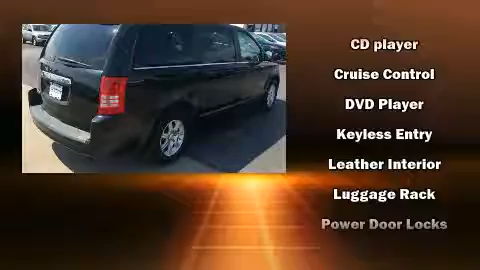 CD player
Cruise Control
DVD Player
Keyless Entry
Leather Interior
Luggage Rack
Power Door Locks